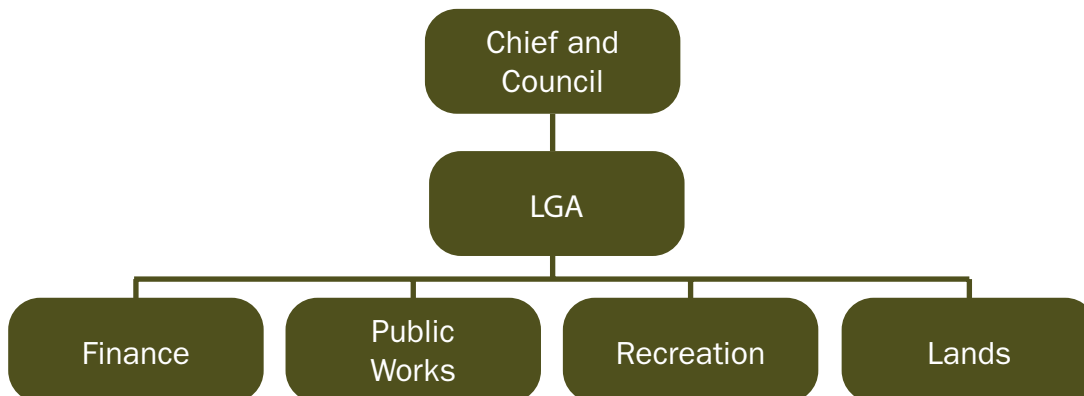 Chief and
Council
LGA
Finance
Public
Works
Recreation
Lands